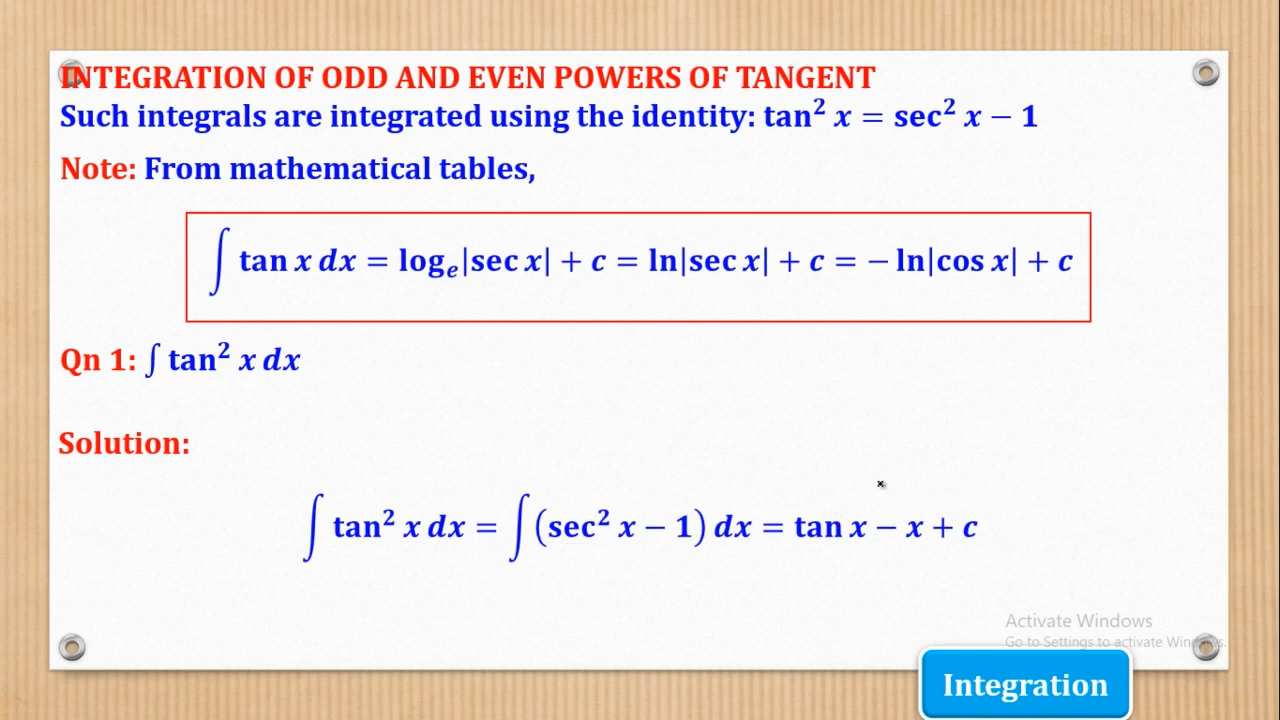 INTEGRATION OF ODD AND EVEN POWERS OF TANGENT
Such integrals are integrated using the identity: tan² x = sec² x − 1
Note: From mathematical tables,
∫ tan x dx = logₑ|sec x| + c = ln|sec x| + c = − ln|cos x| + c
Qn 1: ∫ tan² x dx
Solution:
∫ tan² x dx = ∫ (sec² x − 1) dx = tan x − x + c
Activate Windows
Go to Settings to activate Windows.
Integration